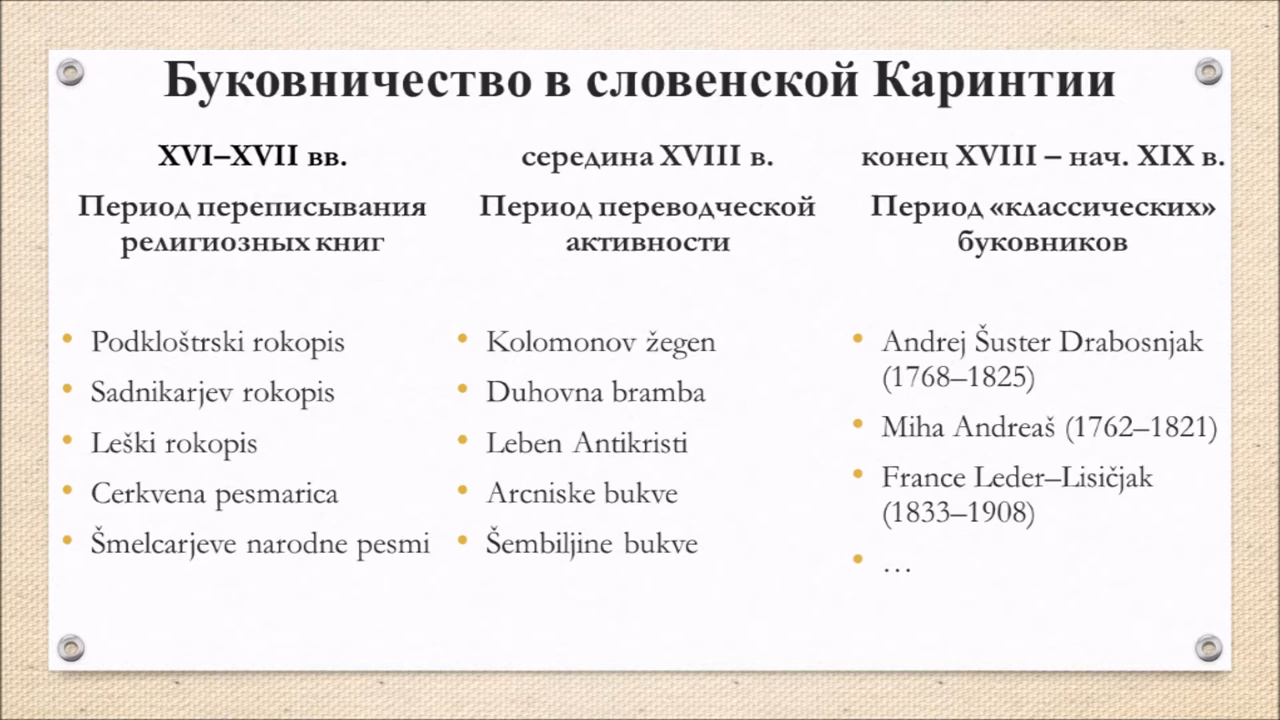 Буковничество в словенской Каринтии
XVI–XVII вв.
Период переписывания
религиозных книг
• Podkloštrski rokopis
• Sadnikarjev rokopis
• Leški rokopis
• Cerkvena pesmarica
• Šmelcarjeve narodne pesmi
середина XVIII в.
Период переводческой
активности
• Kolomonov žegen
• Duhovna bramba
• Leben Antikristi
• Arcniske bukve
• Šembiljine bukve
конец XVIII – нач. XIX в.
Период «классических»
буковников
• Andrej Šuster Drabosnjak
(1768–1825)
• Miha Andreaš (1762–1821)
• France Leder–Lisičjak
(1833–1908)
• …